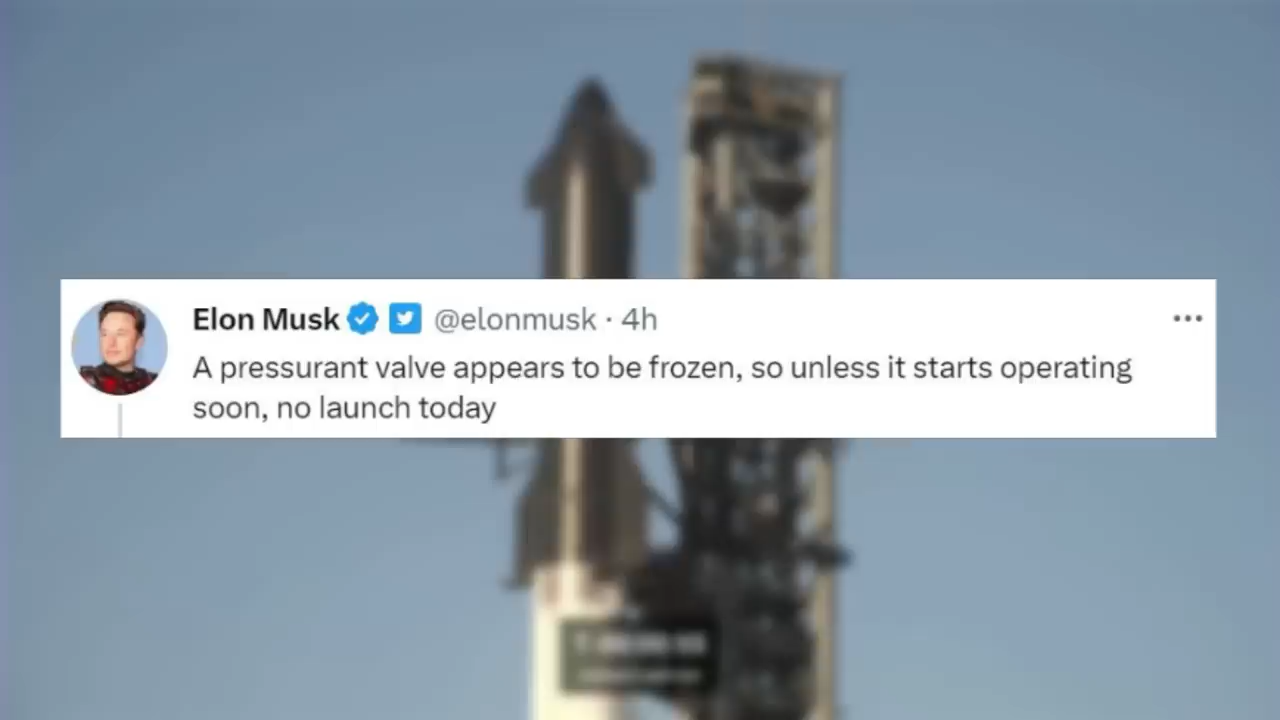 Elon Musk @elonmusk · 4h
A pressurant valve appears to be frozen, so unless it starts operating
soon, no launch today